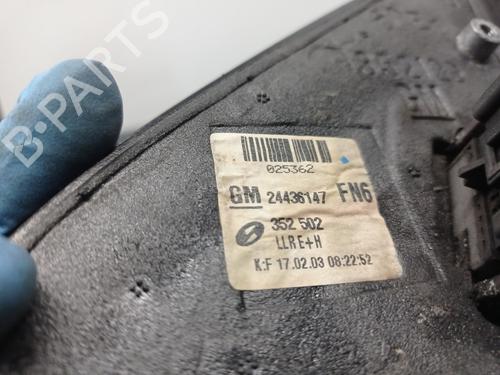 B-PARTS
025362
GM 24436147 FN6
352 502
LLRE+H
K:F 17.02.03 08:22:52